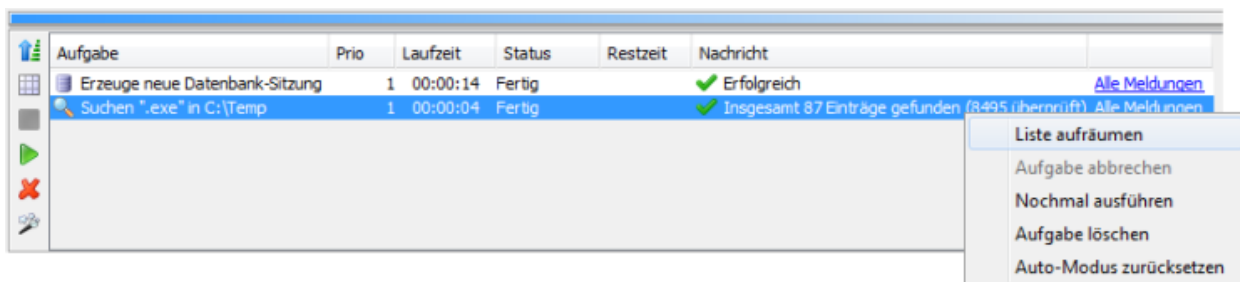 Aufgabe Prio Laufzeit Status Restzeit Nachricht
Erzeuge neue Datenbank-Sitzung 1 00:00:14 Fertig Erfolgreich Alle Meldungen
Suchen ".exe" in C:\Temp 1 00:00:04 Fertig Insgesamt 87 Einträge gefunden (8495 überprüft) Alle Meldungen
Liste aufräumen
Aufgabe abbrechen
Nochmal ausführen
Aufgabe löschen
Auto-Modus zurücksetzen